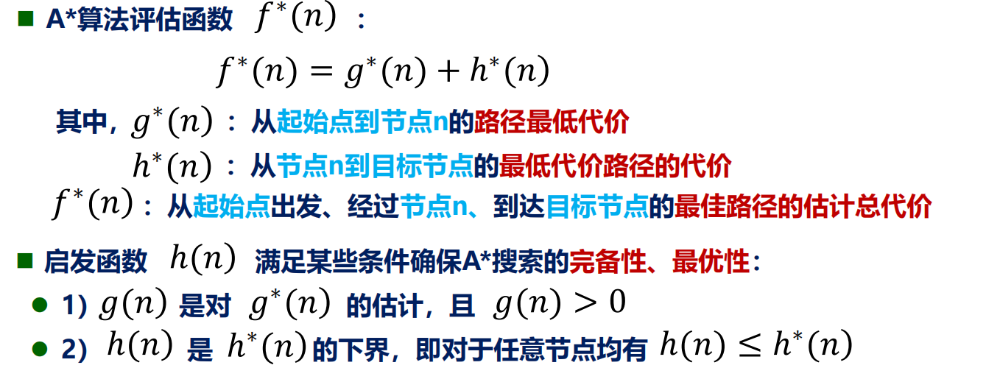 ■ A*算法评估函数 f*(n) ：
f*(n) = g*(n) + h*(n)
其中，g*(n) ：从起始点到节点n的路径最低代价
h*(n) ：从节点n到目标节点的最低代价路径的代价
f*(n)：从起始点出发、经过节点n、到达目标节点的最佳路径的估计总代价
■ 启发函数 h(n) 满足某些条件确保A*搜索的完备性、最优性：
● 1) g(n) 是对 g*(n) 的估计，且 g(n) > 0
● 2) h(n) 是 h*(n) 的下界，即对于任意节点均有 h(n) ≤ h*(n)